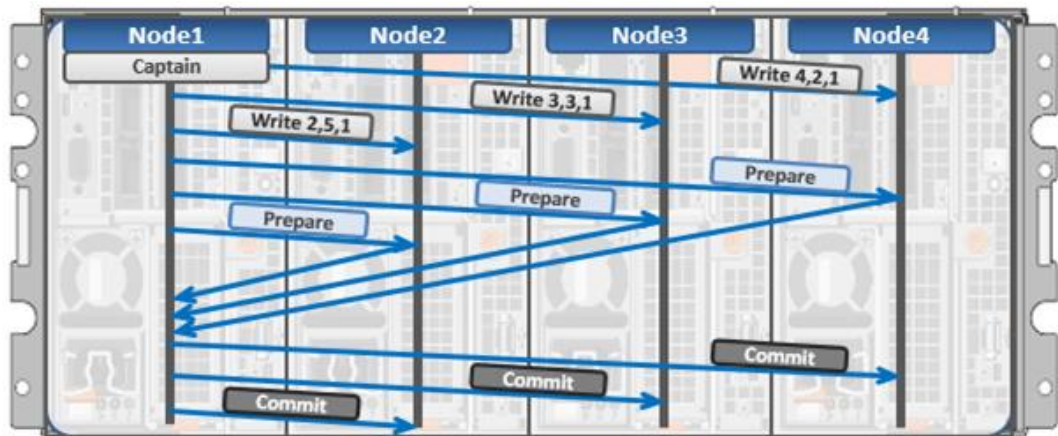 Node1
Node2
Node3
Node4
Captain
Write 4,2,1
Write 3,3,1
Write 2,5,1
Prepare
Prepare
Prepare
Commit
Commit
Commit